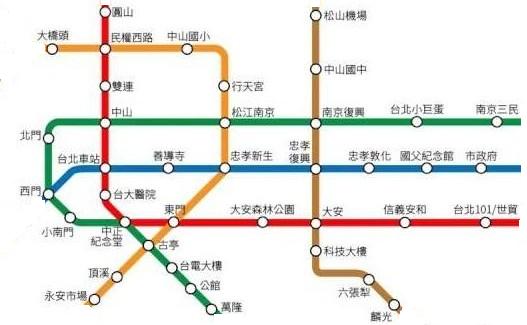 圓山
松山機場
大橋頭
民權西路
中山國小
中山國中
雙連
行天宮
中山
松江南京
南京復興
台北小巨蛋
南京三民
北門
台北車站
善導寺
忠孝新生
忠孝
復興
忠孝敦化
國父紀念館
市政府
西門
台大醫院
東門
大安森林公園
大安
信義安和
台北101/世貿
小南門
中正
紀念堂
古亭
科技大樓
頂溪
台電大樓
公館
六張犁
永安市場
萬隆
麟光